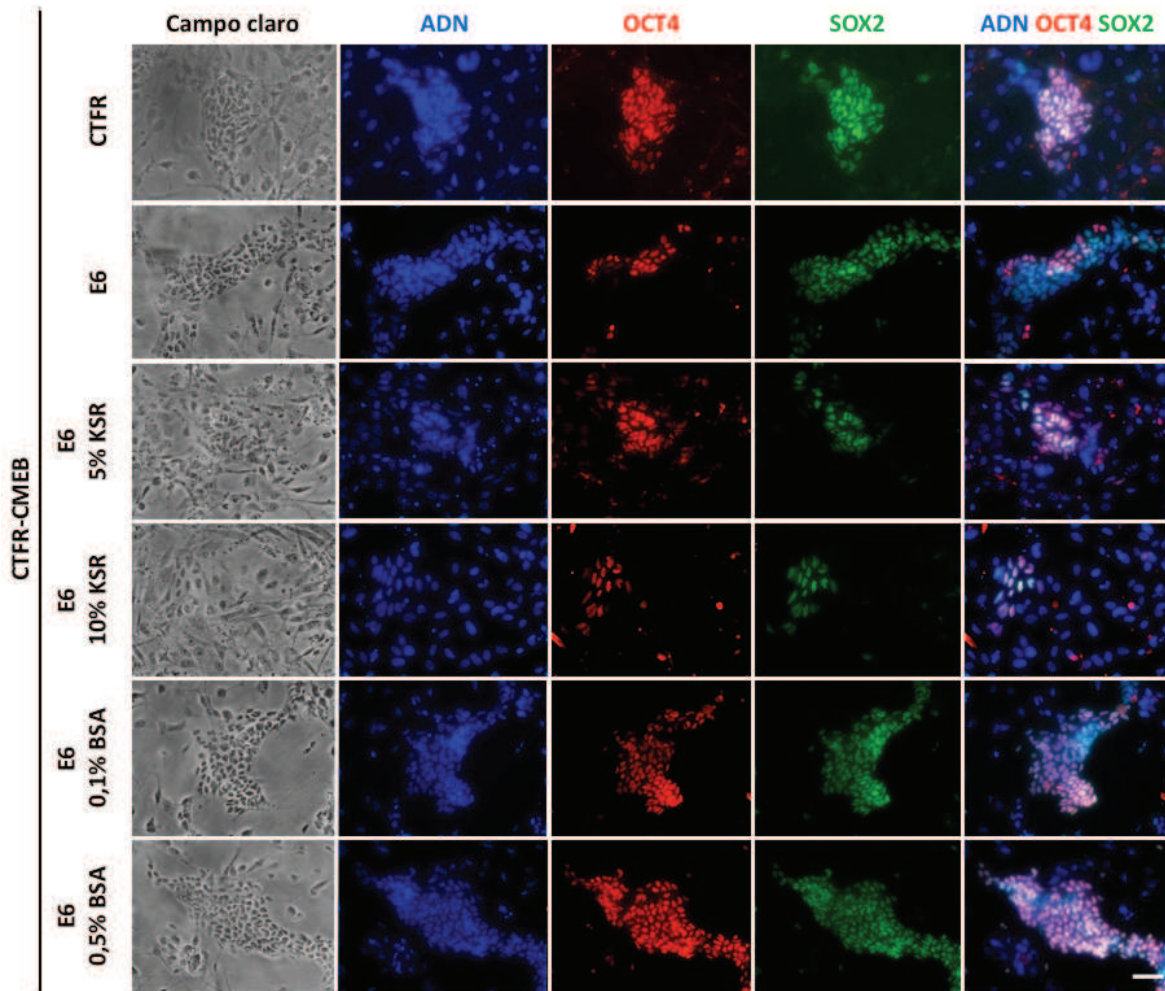 Campo claro
ADN
OCT4
SOX2
ADN OCT4 SOX2
CTFR-CMEB
CTFR
E6
E6
5% KSR
E6
10% KSR
E6
0,1% BSA
E6
0,5% BSA